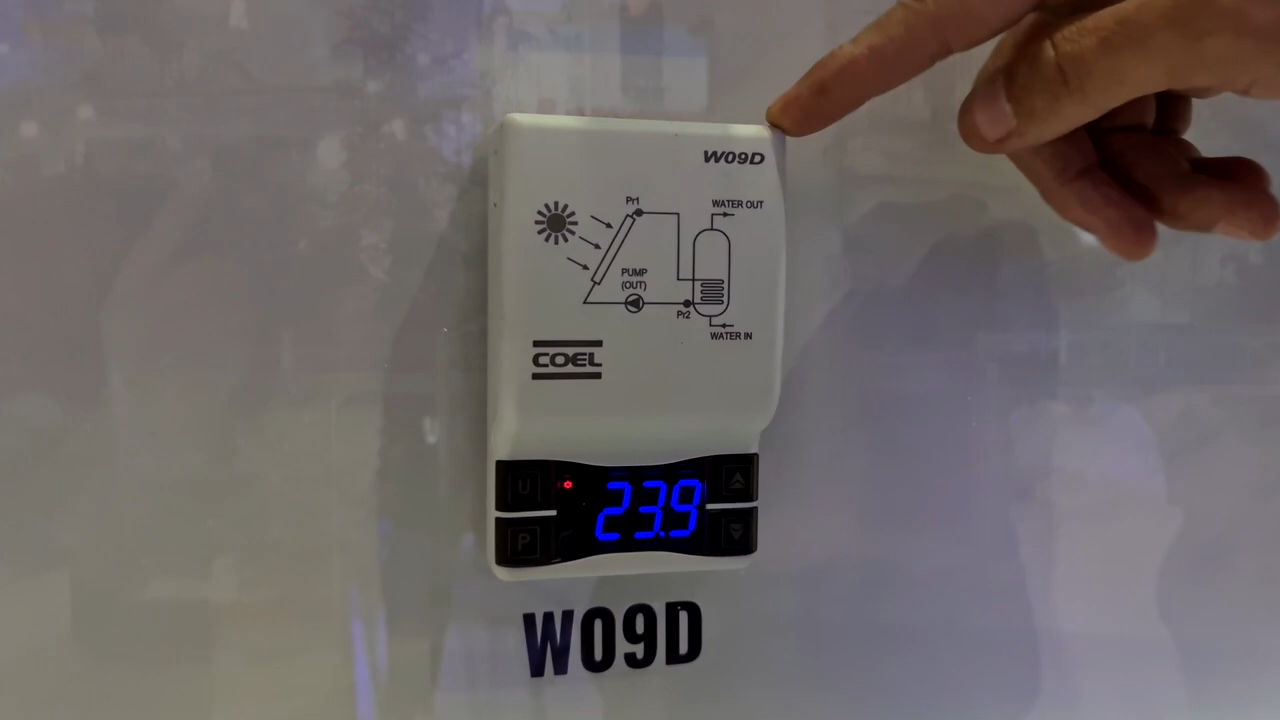 W09D
Pr1
WATER OUT
PUMP
(OUT)
Pr2
WATER IN
COEL
U
23.9
P
W09D